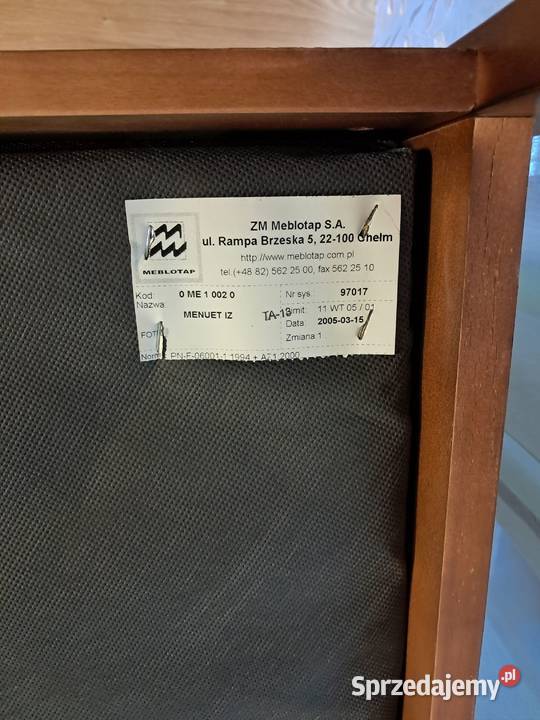 MEBLOTAP
ZM Meblotap S.A.
ul. Rampa Brzeska 5, 22-100 Chełm
http://www.meblotap.com.pl
tel.(+48 82) 562 25 00, fax 562 25 10
Kod: 0 ME 1 002 0 Nr sys. 97017
Nazwa:
MENUET IZ TA-13 11 WT 05 / 01
Data: 2005-03-15
FOT
Zmiana 1
Norma PN-F-06001-1:1994 + AZ1:2000
Sprzedajemy.pl